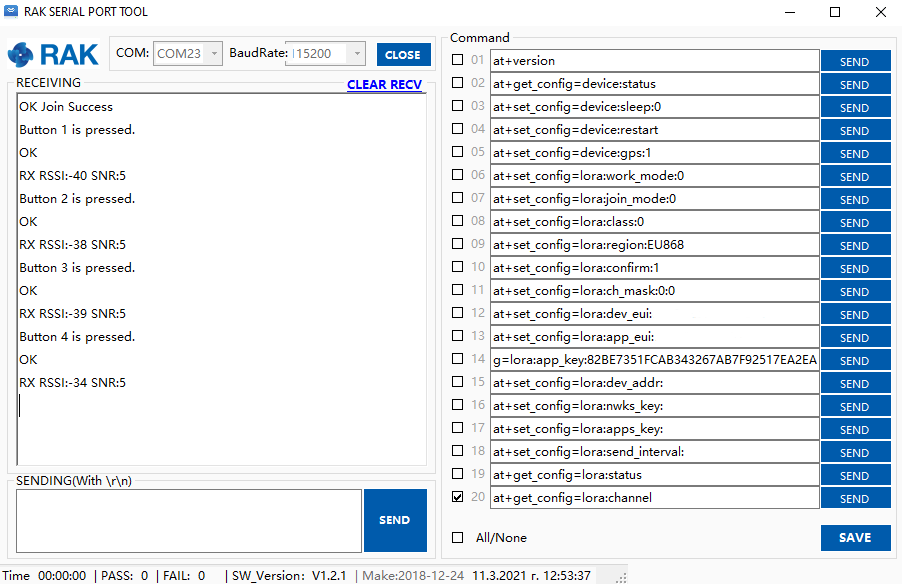 RAK SERIAL PORT TOOL
RAK
COM: COM23 BaudRate: 15200 CLOSE
RECEIVING
CLEAR RECV
OK Join Success
Button 1 is pressed.
OK
RX RSSI:-40 SNR:5
Button 2 is pressed.
OK
RX RSSI:-38 SNR:5
Button 3 is pressed.
OK
RX RSSI:-39 SNR:5
Button 4 is pressed.
OK
RX RSSI:-34 SNR:5
SENDING(With \r\n)
SEND
Command
01 at+version SEND
02 at+get_config=device:status SEND
03 at+set_config=device:sleep:0 SEND
04 at+set_config=device:restart SEND
05 at+set_config=device:gps:1 SEND
06 at+set_config=lora:work_mode:0 SEND
07 at+set_config=lora:join_mode:0 SEND
08 at+set_config=lora:class:0 SEND
09 at+set_config=lora:region:EU868 SEND
10 at+set_config=lora:confirm:1 SEND
11 at+set_config=lora:ch_mask:0:0 SEND
12 at+set_config=lora:dev_eui: SEND
13 at+set_config=lora:app_eui: SEND
14 g=lora:app_key:82BE7351FCAB343267AB7F92517EA2EA SEND
15 at+set_config=lora:dev_addr: SEND
16 at+set_config=lora:nwks_key: SEND
17 at+set_config=lora:apps_key: SEND
18 at+set_config=lora:send_interval: SEND
19 at+get_config=lora:status SEND
20 at+get_config=lora:channel SEND
All/None SAVE
Time 00:00:00 | PASS: 0 | FAIL: 0 | SW_Version: V1.2.1 | Make:2018-12-24 11.3.2021 г. 12:53:37